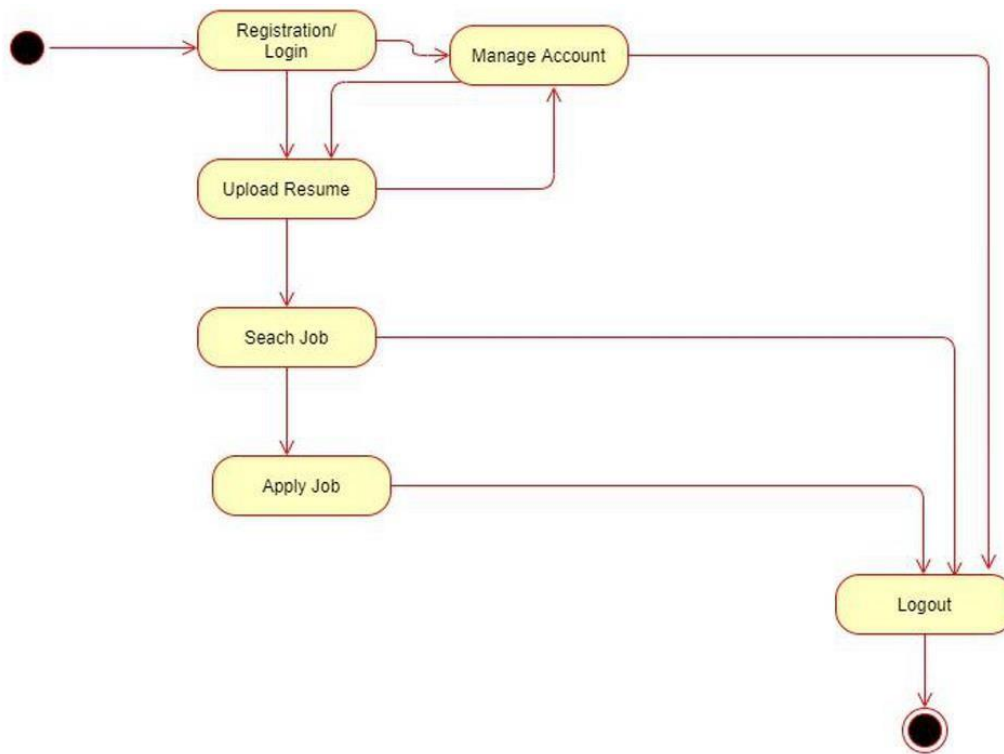 Registration/
Login
Manage Account
Upload Resume
Seach Job
Apply Job
Logout